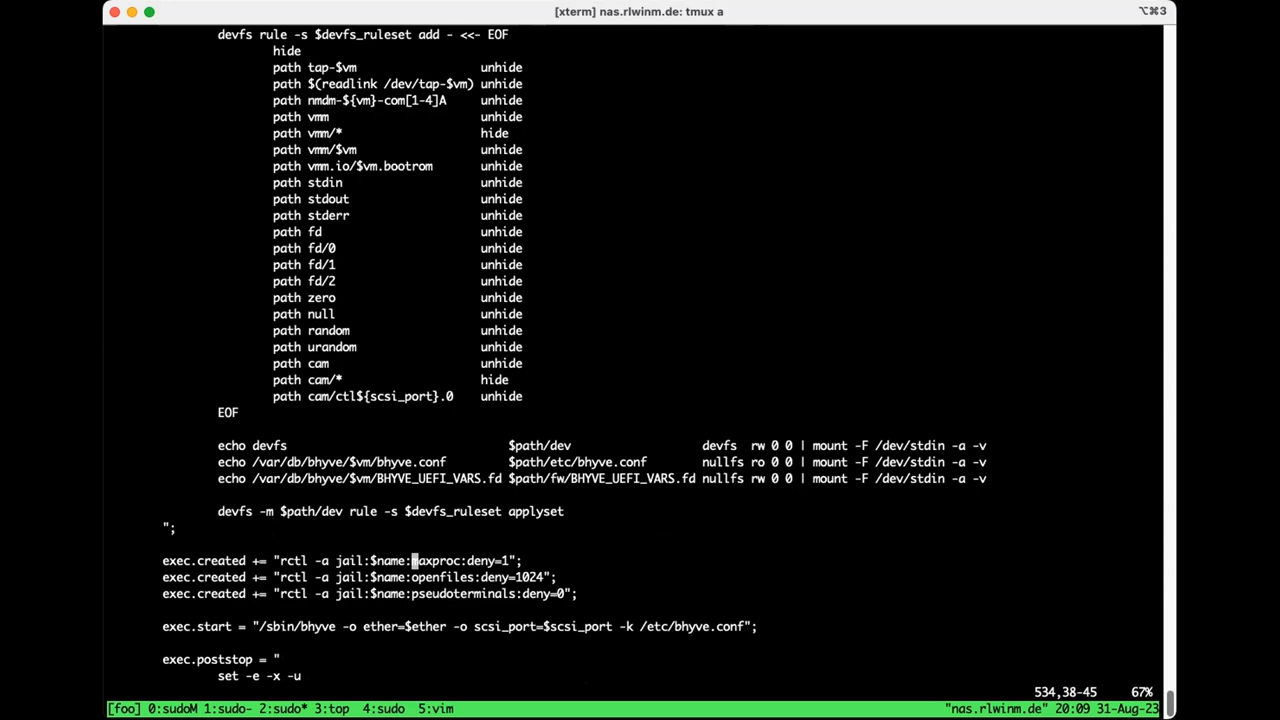 [xterm] nas.rlwinm.de: tmux a
⌥⌘3
devfs rule -s $devfs_ruleset add - <<- EOF
hide
path tap-$vm unhide
path $(readlink /dev/tap-$vm) unhide
path nmdm-${vm}-com[1-4]A unhide
path vmm unhide
path vmm/* hide
path vmm/$vm unhide
path vmm.io/$vm.bootrom unhide
path stdin unhide
path stdout unhide
path stderr unhide
path fd unhide
path fd/0 unhide
path fd/1 unhide
path fd/2 unhide
path zero unhide
path null unhide
path random unhide
path urandom unhide
path cam unhide
path cam/* hide
path cam/ctl${scsi_port}.0 unhide
EOF
echo devfs $path/dev devfs rw 0 0 | mount -F /dev/stdin -a -v
echo /var/db/bhyve/$vm/bhyve.conf $path/etc/bhyve.conf nullfs ro 0 0 | mount -F /dev/stdin -a -v
echo /var/db/bhyve/$vm/BHYVE_UEFI_VARS.fd $path/fw/BHYVE_UEFI_VARS.fd nullfs rw 0 0 | mount -F /dev/stdin -a -v
devfs -m $path/dev rule -s $devfs_ruleset applyset
";
exec.created += "rctl -a jail:$name:maxproc:deny=1";
exec.created += "rctl -a jail:$name:openfiles:deny=1024";
exec.created += "rctl -a jail:$name:pseudoterminals:deny=0";
exec.start = "/sbin/bhyve -o ether=$ether -o scsi_port=$scsi_port -k /etc/bhyve.conf";
exec.poststop = "
set -e -x -u
534,38-45 67%
[foo] 0:sudoM 1:sudo- 2:sudo* 3:top 4:sudo 5:vim "nas.rlwinm.de" 20:09 31-Aug-23